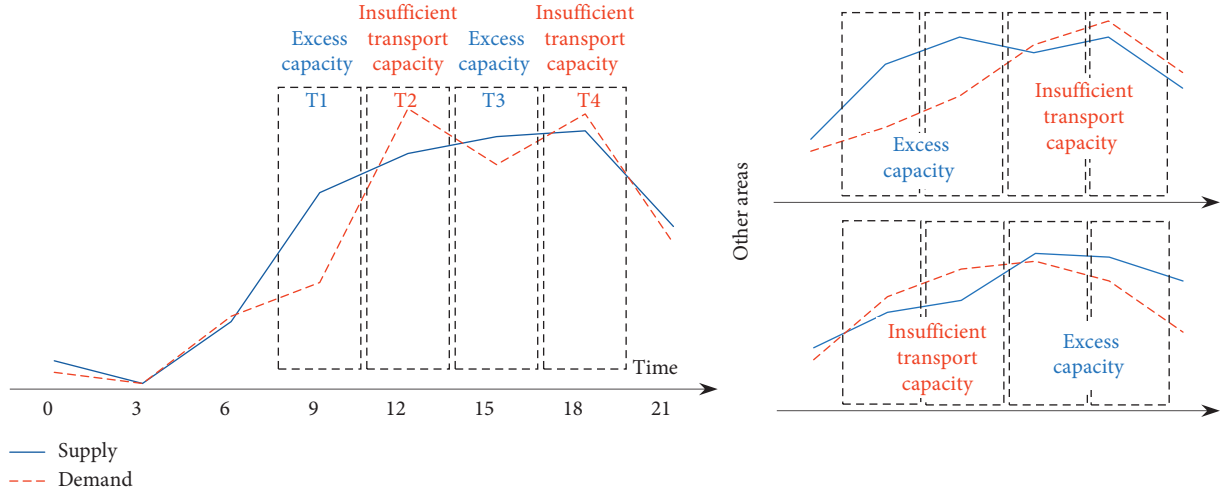 Excess
capacity
Insufficient
transport
capacity
Excess
capacity
Insufficient
transport
capacity
T1
T2
T3
T4
Time
0
3
6
9
12
15
18
21
Supply
Demand
Other areas
Excess
capacity
Insufficient
transport
capacity
Insufficient
transport
capacity
Excess
capacity